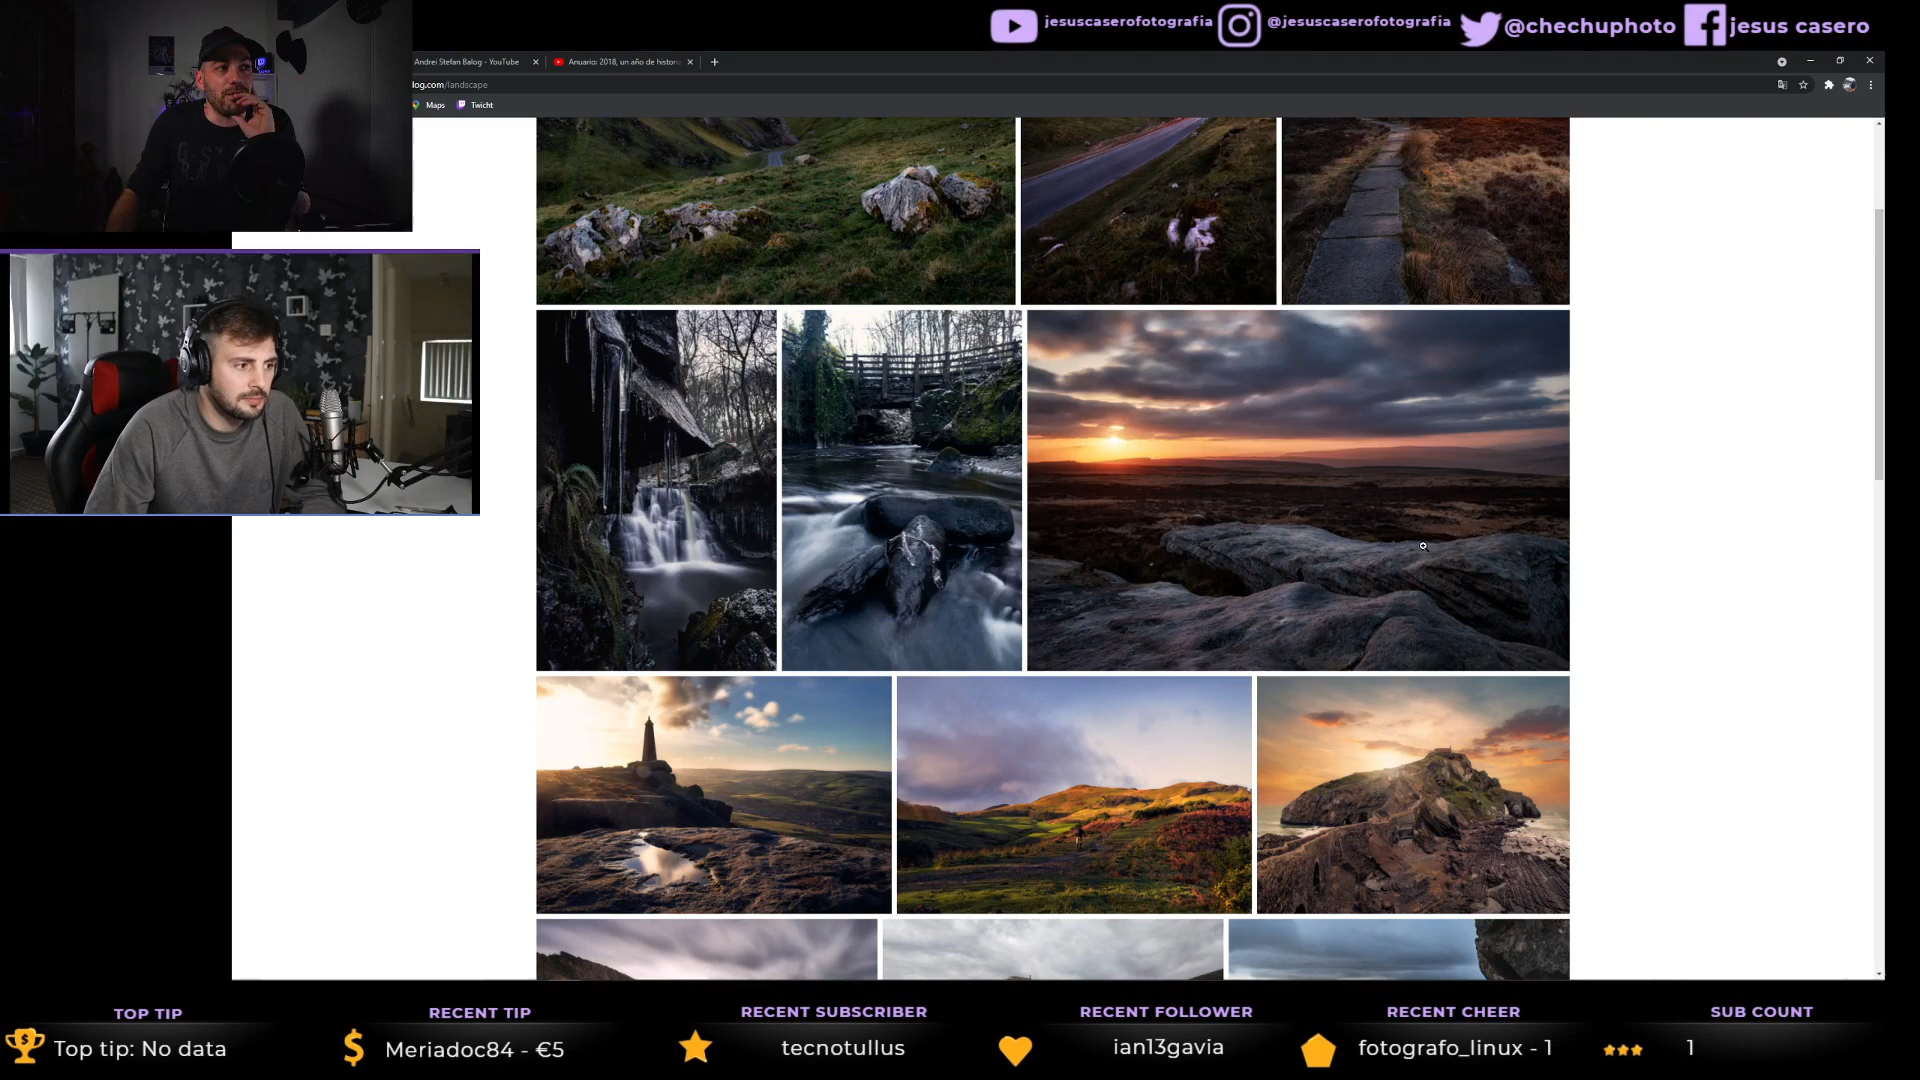 jesuscaserofotografia @jesuscaserofotografia @chechuphoto jesus casero
Andrei Stefan Balog - YouTube Anuario: 2018, un año de histori
log.com/landscape
Maps Twicht
TOP TIP RECENT TIP RECENT SUBSCRIBER RECENT FOLLOWER RECENT CHEER SUB COUNT
Top tip: No data Meriadoc84 - €5 tecnotullus ian13gavia fotografo_linux - 1 1